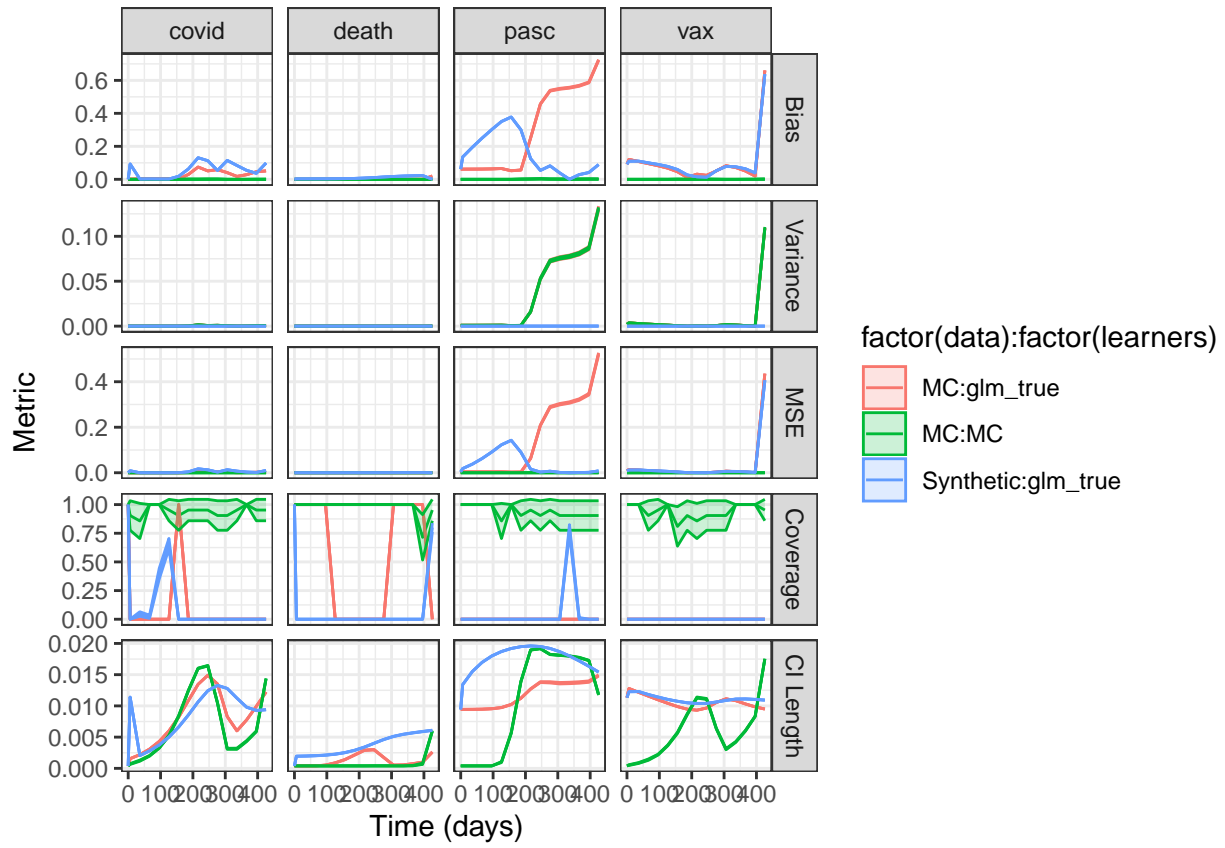 covid death pasc vax
0.6
0.4
0.2
0.0
Bias
0.10
0.05
0.00
Variance
0.4
0.2
0.0
MSE
1.00
0.75
0.50
0.25
0.00
Coverage
0.020
0.015
0.010
0.005
0.000
CI Length
0 100 200 300 400 0 100 200 300 400 0 100 200 300 400 0 100 200 300 400
Time (days)
Metric
factor(data):factor(learners)
MC:glm_true
MC:MC
Synthetic:glm_true